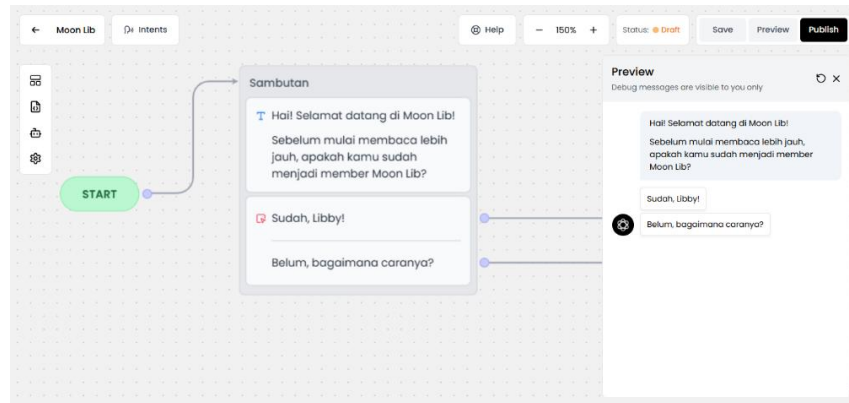 Moon Lib
Intents
Help
− 150% +
Status: Draft
Save
Preview
Publish
START
Sambutan
Hai! Selamat datang di Moon Lib!
Sebelum mulai membaca lebih
jauh, apakah kamu sudah
menjadi member Moon Lib?
Sudah, Libby!
Belum, bagaimana caranya?
Preview
Debug messages are visible to you only
Hai! Selamat datang di Moon Lib!
Sebelum mulai membaca lebih jauh,
apakah kamu sudah menjadi member
Moon Lib?
Sudah, Libby!
Belum, bagaimana caranya?